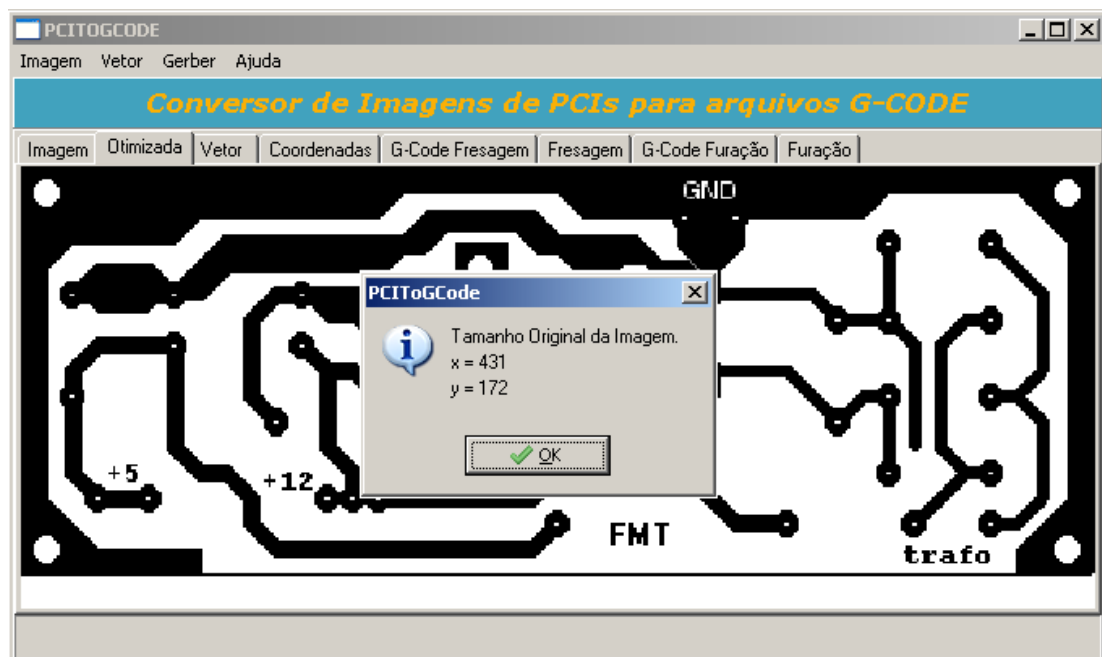 PCITOGCODE
Imagem Vetor Gerber Ajuda
Conversor de Imagens de PCIs para arquivos G-CODE
Imagem Otimizada Vetor Coordenadas G-Code Fresagem Fresagem G-Code Furação Furação
GND
PCIToGCode
Tamanho Original da Imagem.
x = 431
y = 172
OK
+5
+12
FMT
trafo